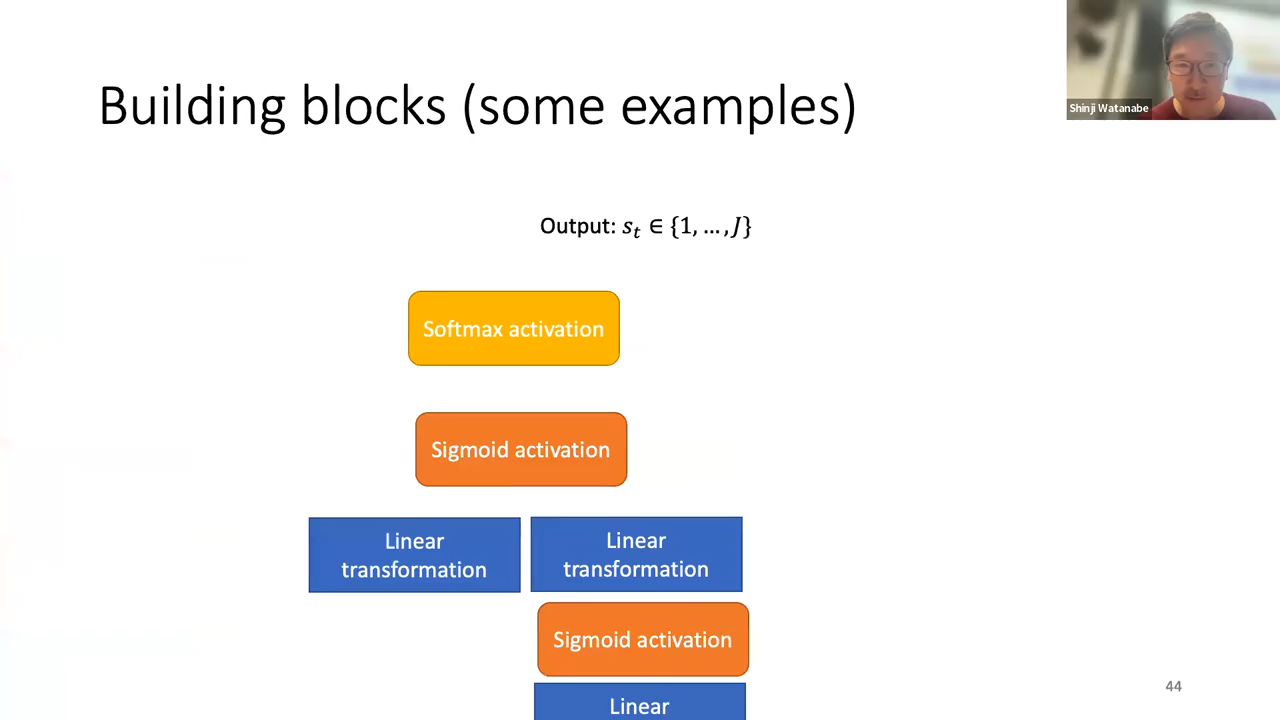 Building blocks (some examples)
Shinji Watanabe
Output: sₜ ∈ {1, … , J}
Softmax activation
Sigmoid activation
Linear
transformation
Linear
transformation
Sigmoid activation
Linear
44